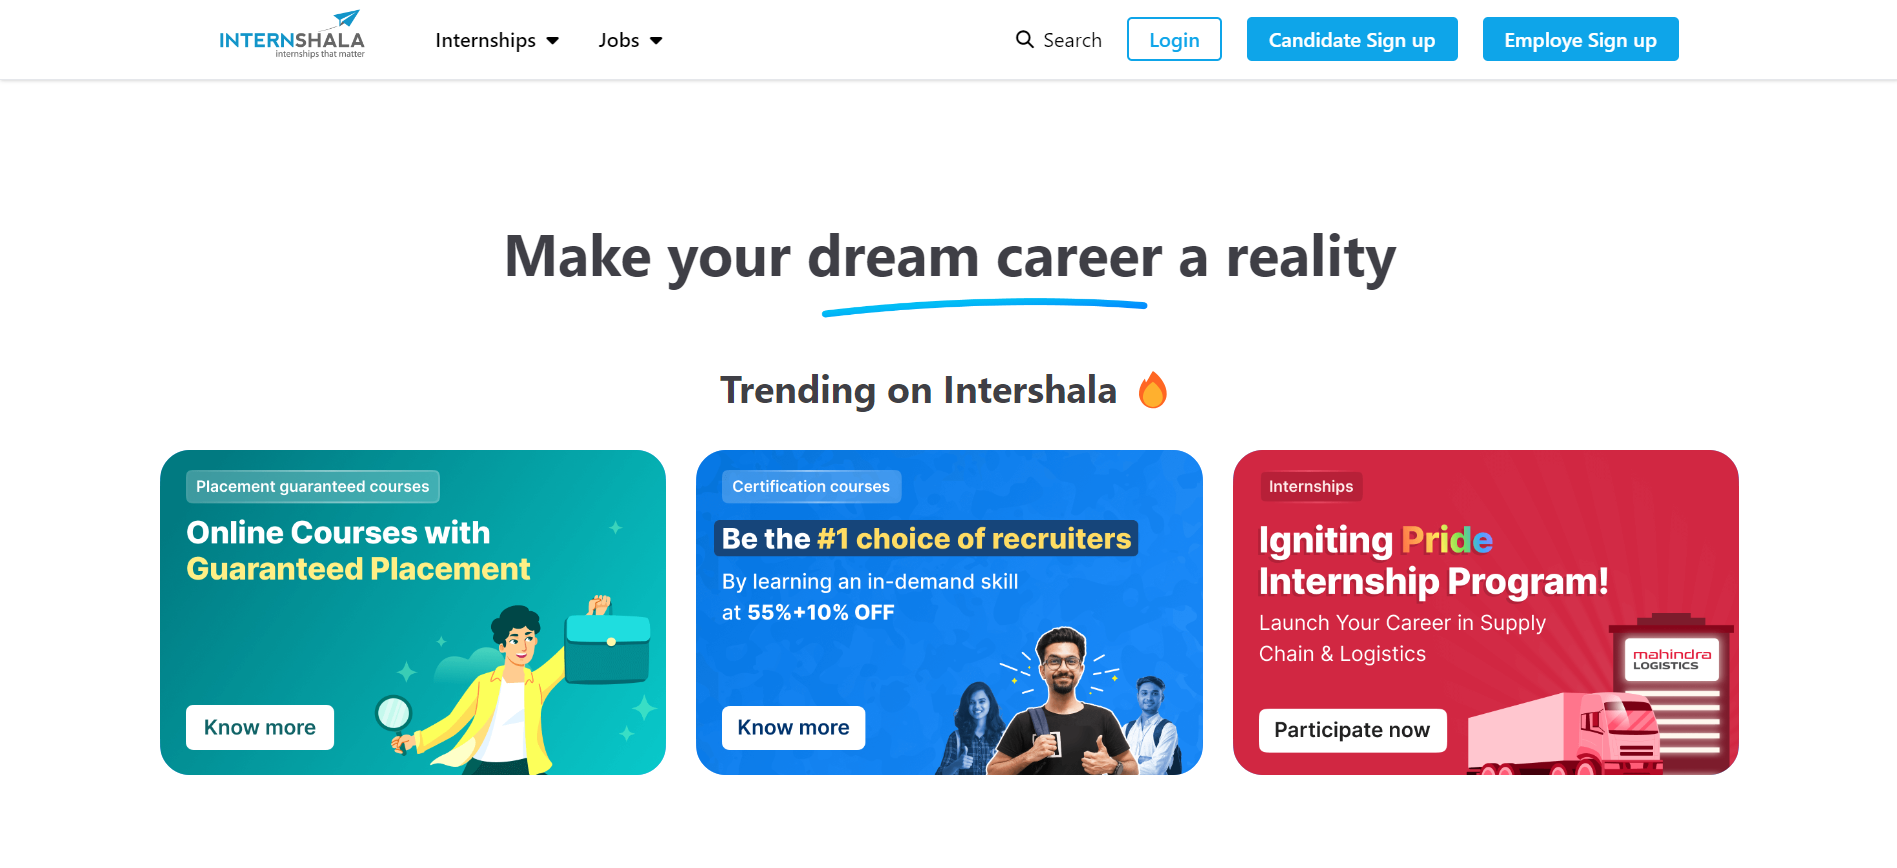 INTERNSHALA
internships that matter
Internships
Jobs
Search
Login
Candidate Sign up
Employe Sign up
Make your dream career a reality
Trending on Intershala
Placement guaranteed courses
Online Courses with
Guaranteed Placement
Know more
Certification courses
Be the #1 choice of recruiters
By learning an in-demand skill
at 55%+10% OFF
Know more
Internships
Igniting Pride
Internship Program!
Launch Your Career in Supply
Chain & Logistics
mahindra
LOGISTICS
Participate now